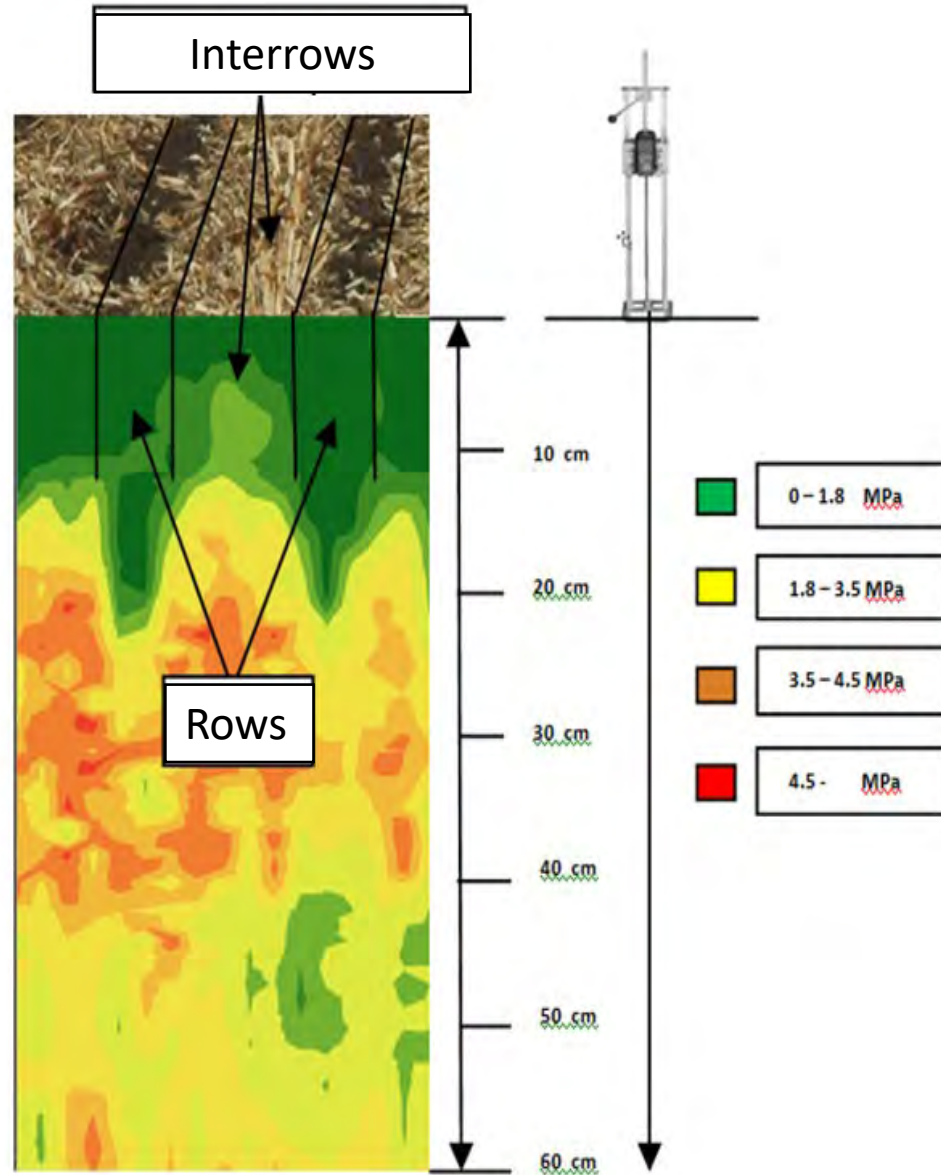 Interrows
10 cm
0 – 1.8 MPa
20 cm
1.8 – 3.5 MPa
3.5 – 4.5 MPa
Rows
30 cm
4.5 - MPa
40 cm
50 cm
60 cm